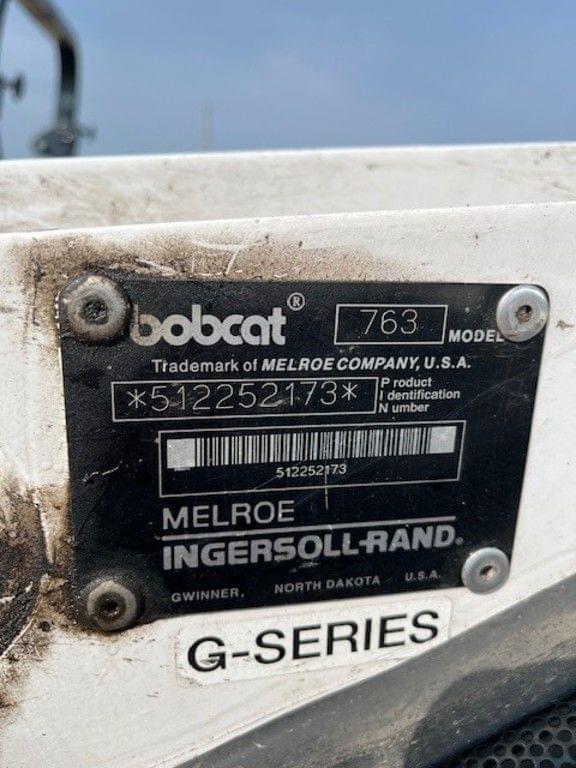 bobcat® 763 MODEL
Trademark of MELROE COMPANY, U.S.A.
*512252173* Product Identification Number
512252173
MELROE
INGERSOLL-RAND®
GWINNER, NORTH DAKOTA U.S.A.
G-SERIES